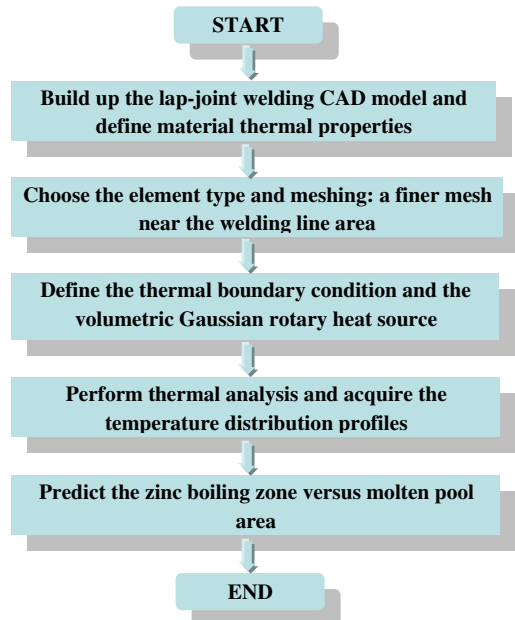 START
Build up the lap-joint welding CAD model and
define material thermal properties
Choose the element type and meshing: a finer mesh
near the welding line area
Define the thermal boundary condition and the
volumetric Gaussian rotary heat source
Perform thermal analysis and acquire the
temperature distribution profiles
Predict the zinc boiling zone versus molten pool
area
END